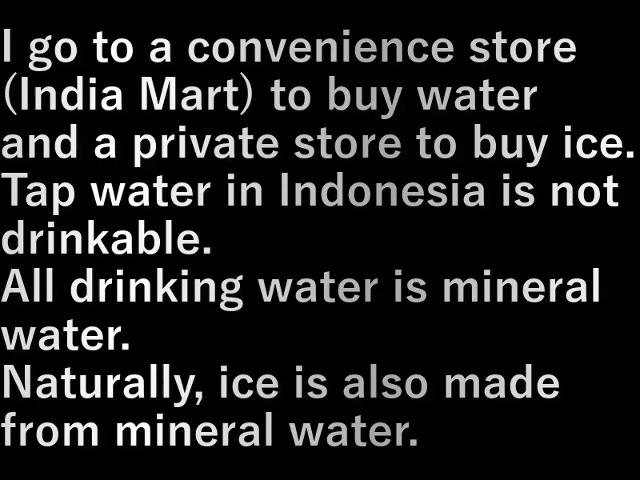 I go to a convenience store
(India Mart) to buy water
and a private store to buy ice.
Tap water in Indonesia is not
drinkable.
All drinking water is mineral
water.
Naturally, ice is also made
from mineral water.